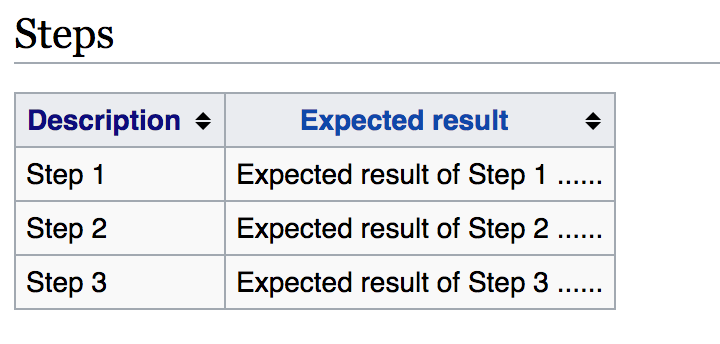 Steps
Description Expected result
Step 1 Expected result of Step 1 ......
Step 2 Expected result of Step 2 ......
Step 3 Expected result of Step 3 ......